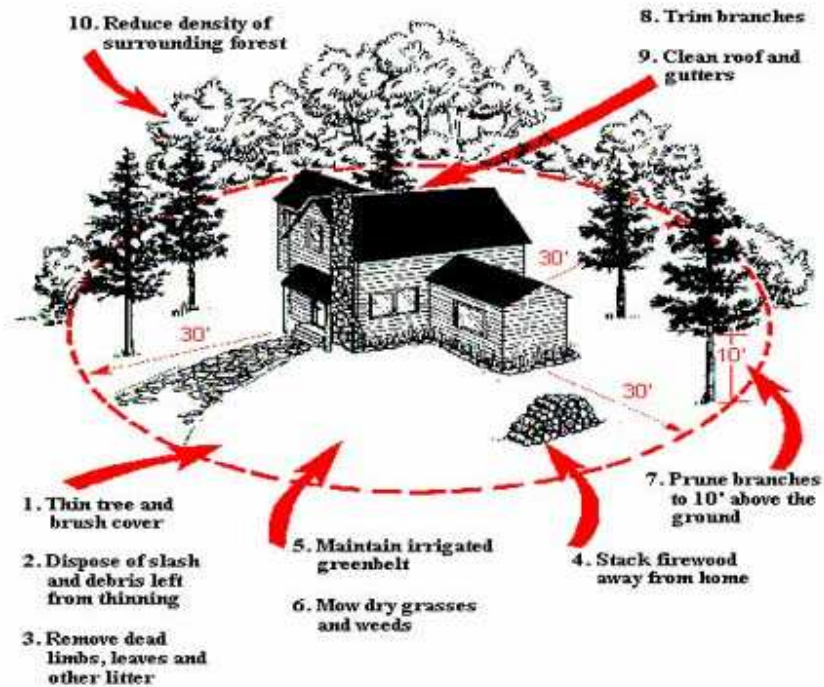 10. Reduce density of
surrounding forest
8. Trim branches
9. Clean roof and
gutters
30'
30'
30'
10'
1. Thin tree and
brush cover
2. Dispose of slash
and debris left
from thinning
3. Remove dead
limbs, leaves and
other litter
5. Maintain irrigated
greenbelt
6. Mow dry grasses
and weeds
4. Stack firewood
away from home
7. Prune branches
to 10' above the
ground